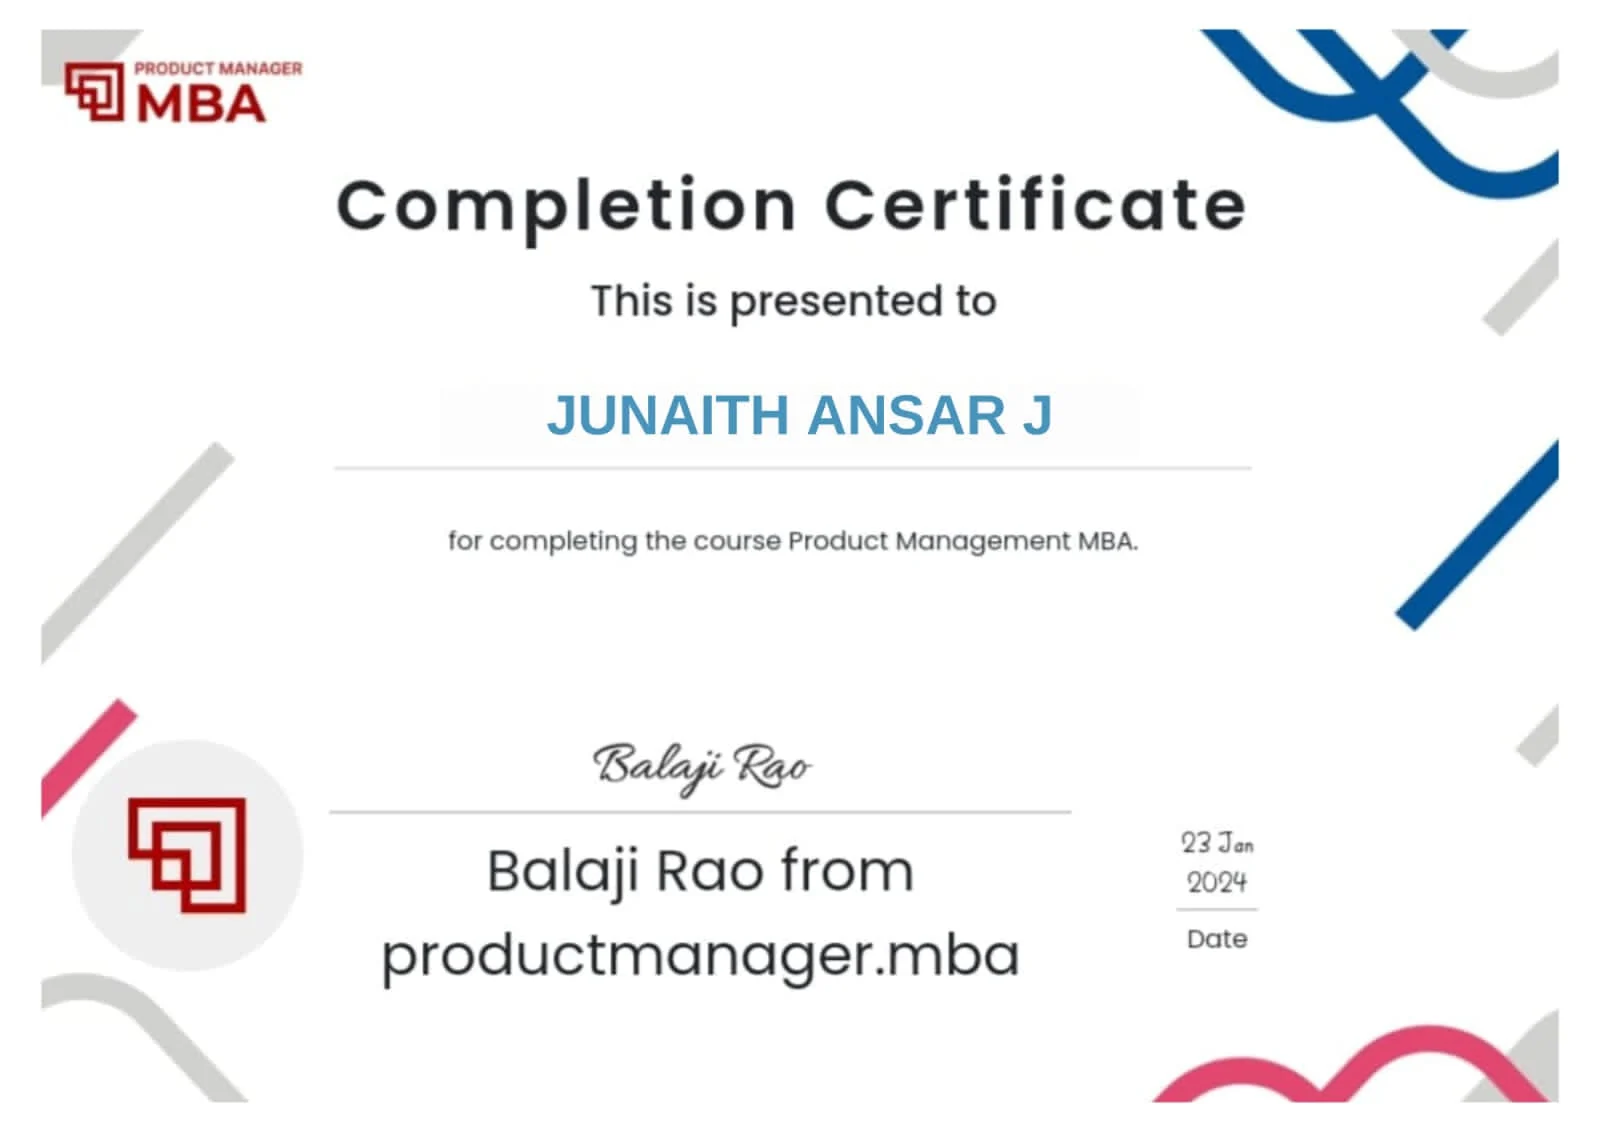 PRODUCT MANAGER
MBA
Completion Certificate
This is presented to
JUNAITH ANSAR J
for completing the course Product Management MBA.
Balaji Rao
Balaji Rao from
productmanager.mba
23 Jan
2024
Date